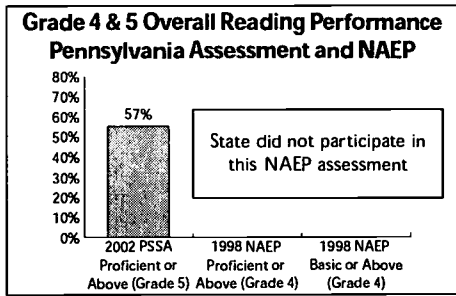 Grade 4 & 5 Overall Reading Performance
Pennsylvania Assessment and NAEP
80%
70%
60%
50%
40%
30%
20%
10%
0%
57%
State did not participate in
this NAEP assessment
2002 PSSA
Proficient or
Above (Grade 5)
1998 NAEP
Proficient or
Above (Grade 4)
1998 NAEP
Basic or Above
(Grade 4)